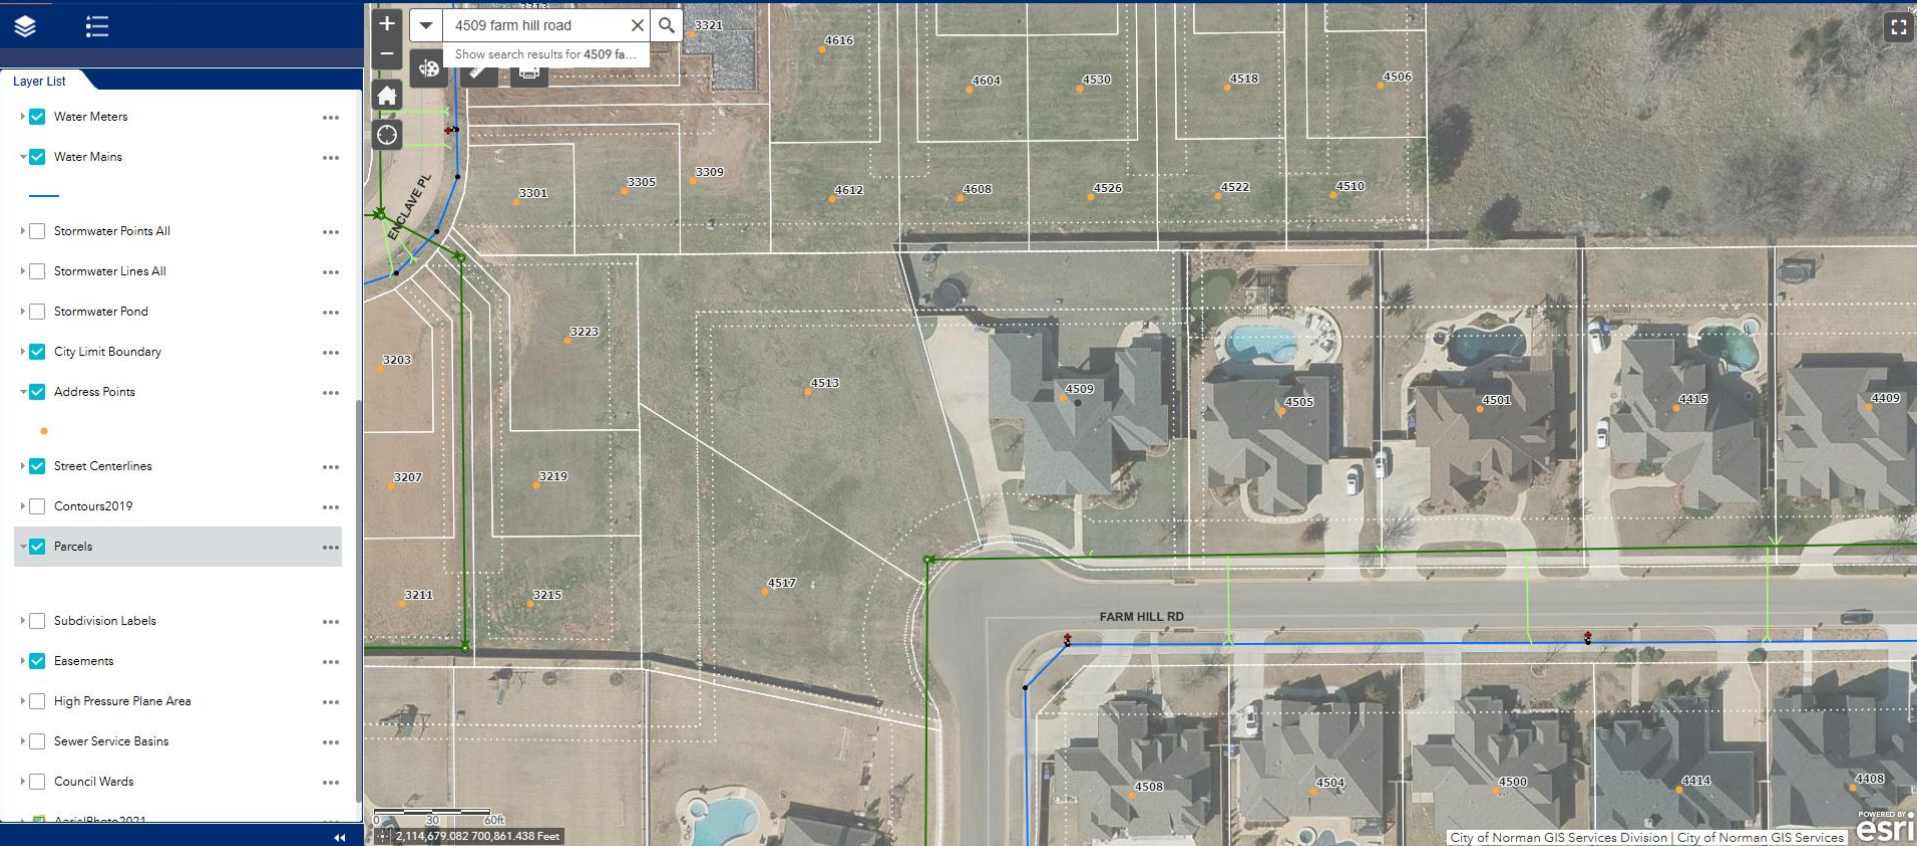 4509 farm hill road
Show search results for 4509 fa...
Layer List
Water Meters
Water Mains
Stormwater Points All
Stormwater Lines All
Stormwater Pond
City Limit Boundary
Address Points
Street Centerlines
Contours2019
Parcels
Subdivision Labels
Easements
High Pressure Plane Area
Sewer Service Basins
Council Wards
AerialPhoto2021
3313
3321
4616
4604
4530
4518
4506
3301
3305
3309
4612
4608
4526
4522
4510
ENCLAVE PL
3223
3203
4513
4509
4505
4501
4415
4409
3207
3219
3211
3215
4517
FARM HILL RD
4508
4504
4500
4414
4408
0 30 60ft
2,114,679.082 700,861.438 Feet
City of Norman GIS Services Division | City of Norman GIS Services
POWERED BY
esri